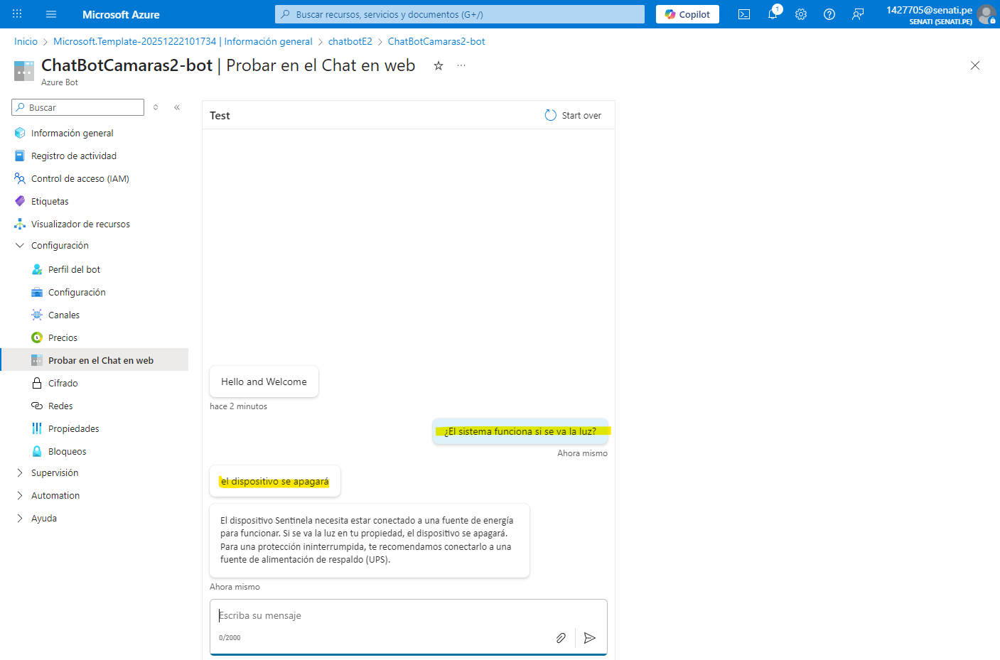 Microsoft Azure
Buscar recursos, servicios y documentos (G+/)
Copilot
1
1427705@senati.pe
SENATI (SENATI.PE)
Inicio > Microsoft.Template-20251222101734 | Información general > chatbotE2 > ChatBotCamaras2-bot
ChatBotCamaras2-bot | Probar en el Chat en web
Azure Bot
Buscar
Información general
Registro de actividad
Control de acceso (IAM)
Etiquetas
Visualizador de recursos
Configuración
Perfil del bot
Configuración
Canales
Precios
Probar en el Chat en web
Cifrado
Redes
Propiedades
Bloqueos
Supervisión
Automation
Ayuda
Test
Start over
Hello and Welcome
hace 2 minutos
¿El sistema funciona si se va la luz?
Ahora mismo
el dispositivo se apagará
El dispositivo Sentinela necesita estar conectado a una fuente de energía
para funcionar. Si se va la luz en tu propiedad, el dispositivo se apagará.
Para una protección ininterrumpida, te recomendamos conectarlo a una
fuente de alimentación de respaldo (UPS).
Ahora mismo
Escriba su mensaje
0/2000